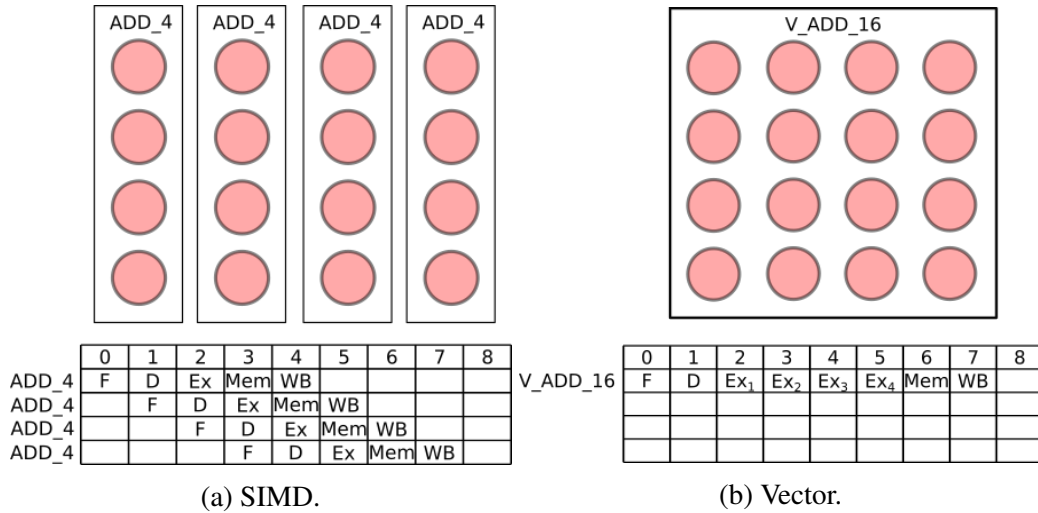 ADD_4 ADD_4 ADD_4 ADD_4
0 1 2 3 4 5 6 7 8
ADD_4 F D Ex Mem WB
ADD_4 F D Ex Mem WB
ADD_4 F D Ex Mem WB
ADD_4 F D Ex Mem WB
(a) SIMD.
V_ADD_16
0 1 2 3 4 5 6 7 8
V_ADD_16 F D Ex₁ Ex₂ Ex₃ Ex₄ Mem WB
(b) Vector.